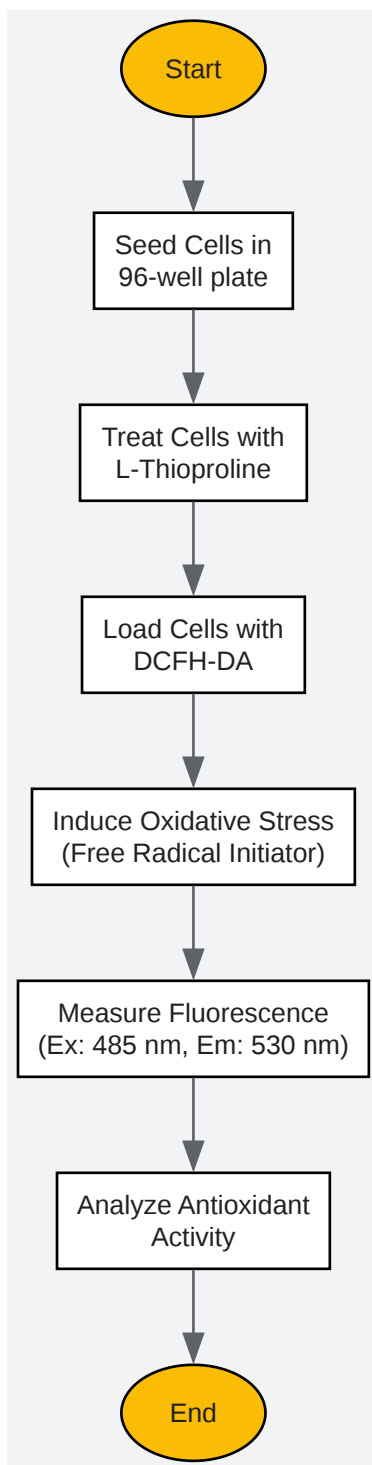 Start
Seed Cells in
96-well plate
Treat Cells with
L-Thioproline
Load Cells with
DCFH-DA
Induce Oxidative Stress
(Free Radical Initiator)
Measure Fluorescence
(Ex: 485 nm, Em: 530 nm)
Analyze Antioxidant
Activity
End